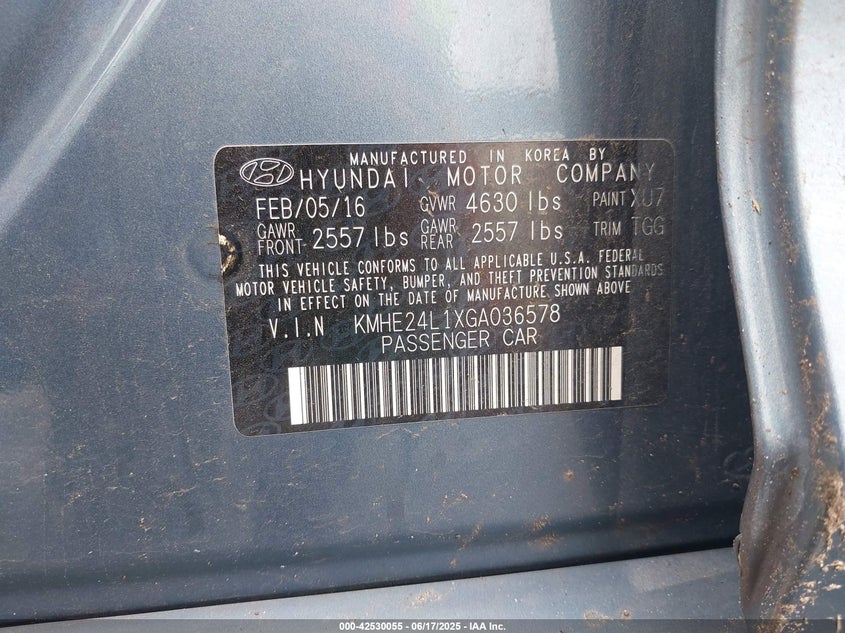 MANUFACTURED IN KOREA BY
HYUNDAI MOTOR COMPANY
FEB/05/16 GVWR 4630 lbs PAINT XU7
GAWR FRONT 2557 lbs GAWR REAR 2557 lbs TRIM TGG
THIS VEHICLE CONFORMS TO ALL APPLICABLE U.S.A. FEDERAL
MOTOR VEHICLE SAFETY, BUMPER, AND THEFT PREVENTION STANDARDS
IN EFFECT ON THE DATE OF MANUFACTURE SHOWN ABOVE
V.I.N KMHE24L1XGA036578
PASSENGER CAR
000-42530055 - 06/17/2025 - IAA Inc.